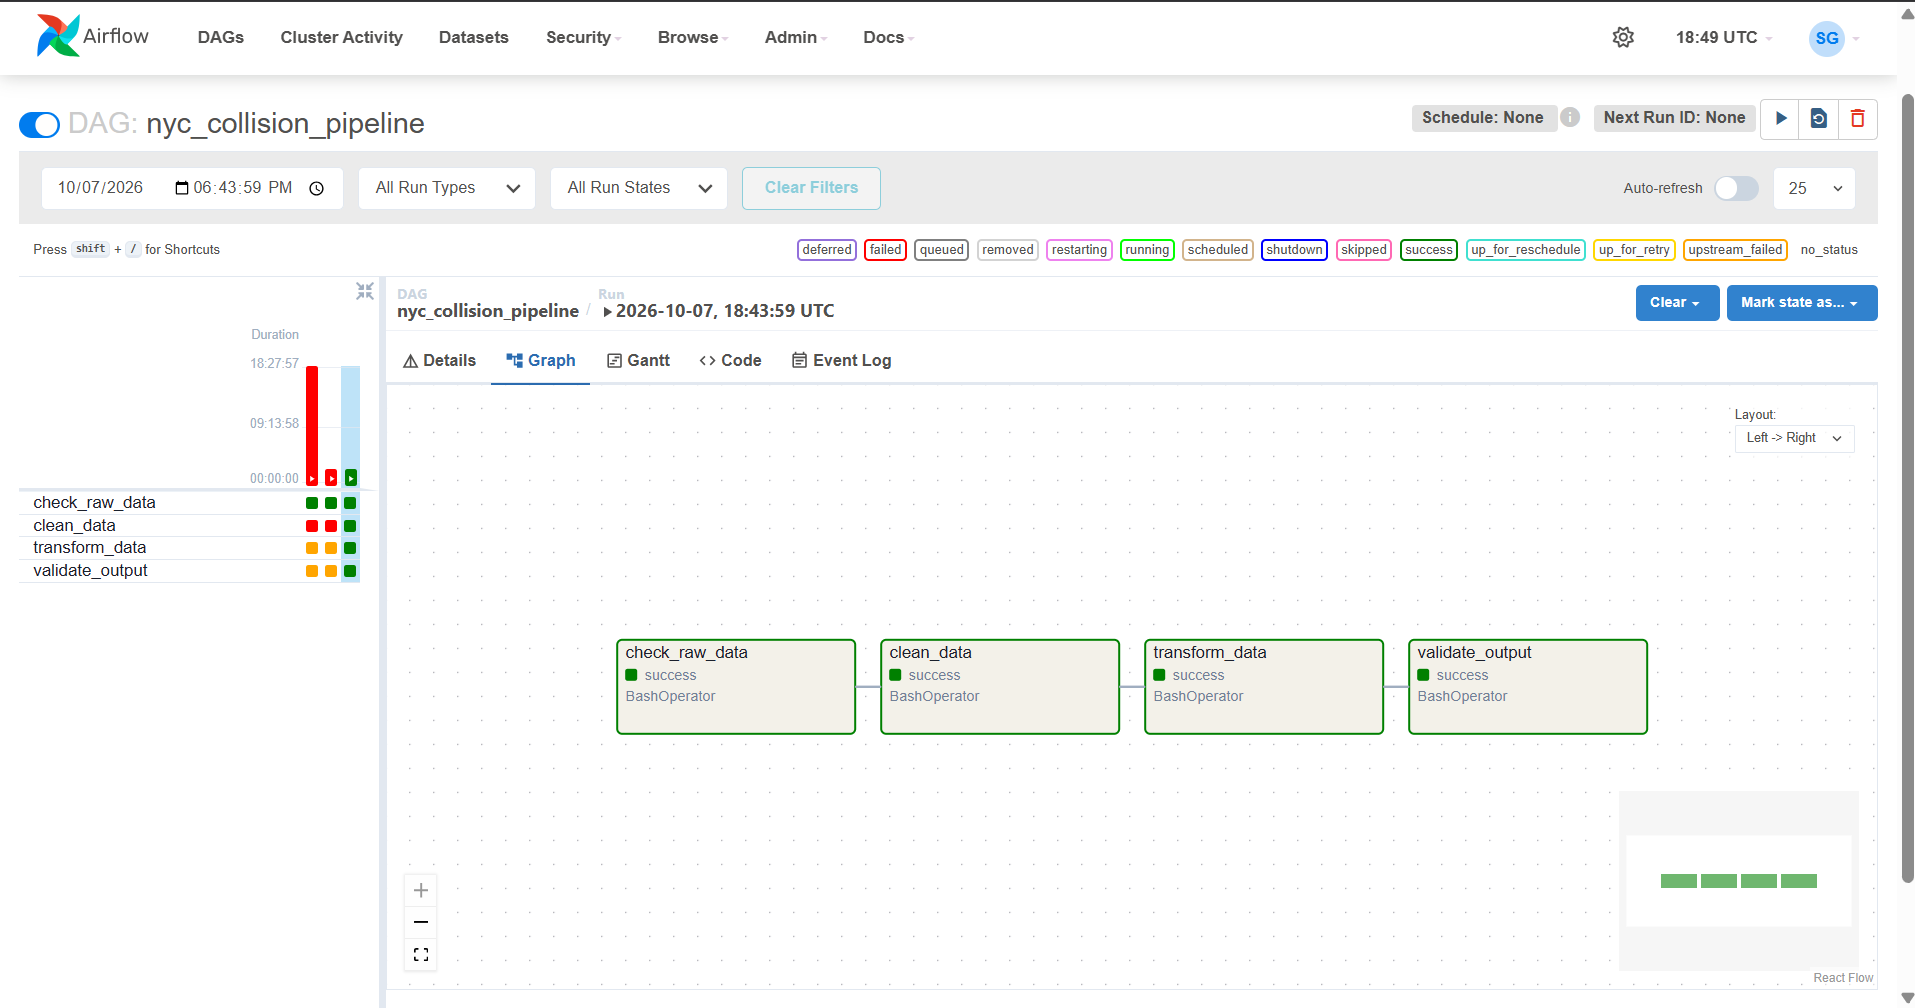 Airflow DAGs Cluster Activity Datasets Security Browse Admin Docs 18:49 UTC SG
DAG: nyc_collision_pipeline Schedule: None i Next Run ID: None
10/07/2026 06:43:59 PM All Run Types All Run States Clear Filters Auto-refresh 25
Press shift + / for Shortcuts deferred failed queued removed restarting running scheduled shutdown skipped success up_for_reschedule up_for_retry upstream_failed no_status
DAG Run
nyc_collision_pipeline / 2026-10-07, 18:43:59 UTC Clear Mark state as...
Details Graph Gantt Code Event Log
Duration
18:27:57
09:13:58
00:00:00
check_raw_data
clean_data
transform_data
validate_output
Layout:
Left -> Right
check_raw_data
success
BashOperator
clean_data
success
BashOperator
transform_data
success
BashOperator
validate_output
success
BashOperator
React Flow